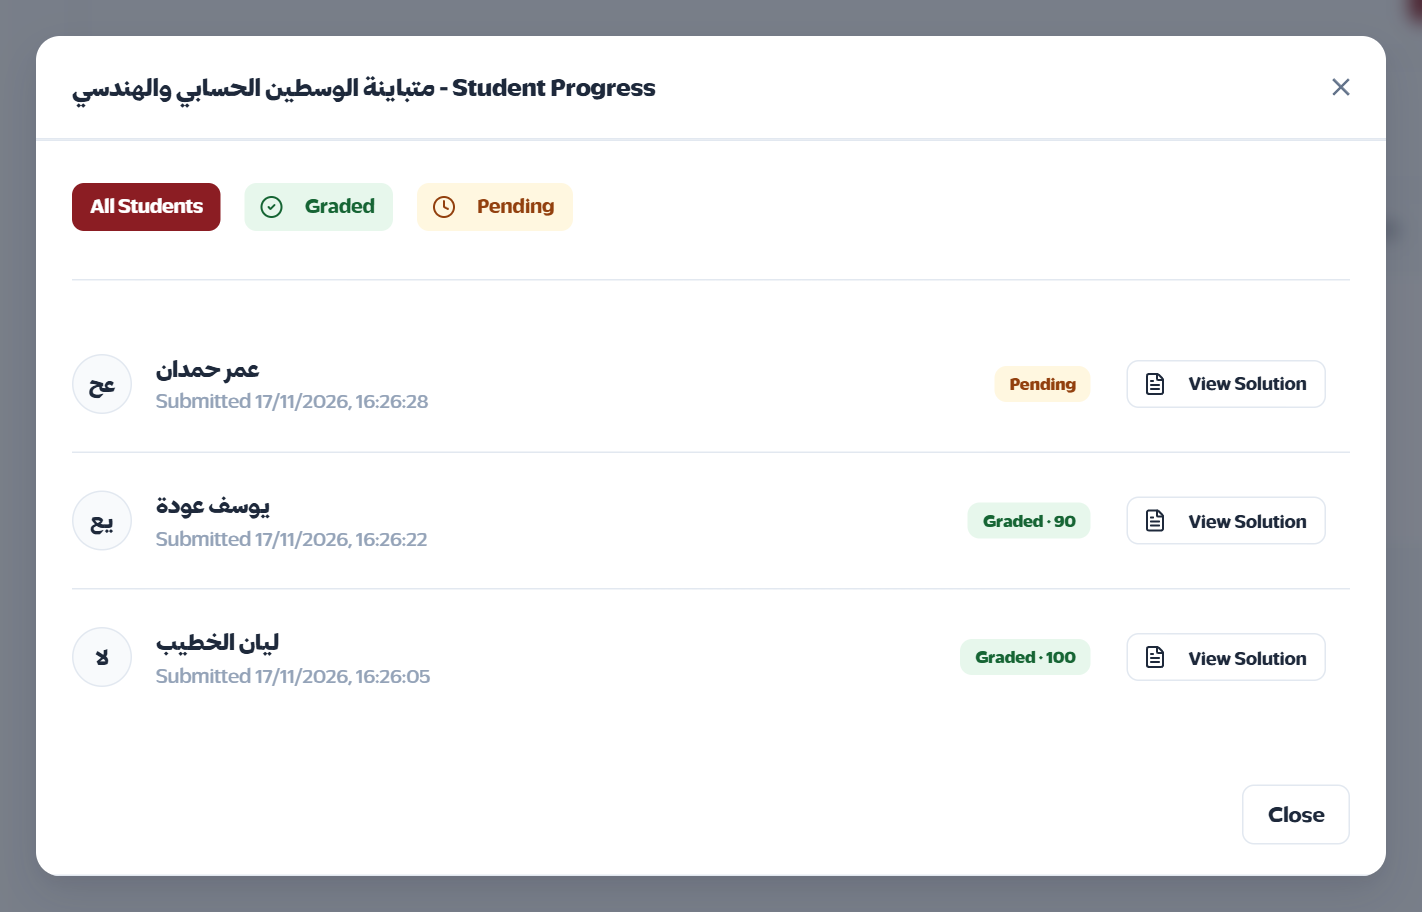 متباينة الوسطين الحسابي والهندسي - Student Progress
All Students
Graded
Pending
عح
عمر حمدان
Submitted 17/11/2026, 16:26:28
Pending
View Solution
يع
يوسف عودة
Submitted 17/11/2026, 16:26:22
Graded · 90
View Solution
لا
ليان الخطيب
Submitted 17/11/2026, 16:26:05
Graded · 100
View Solution
Close